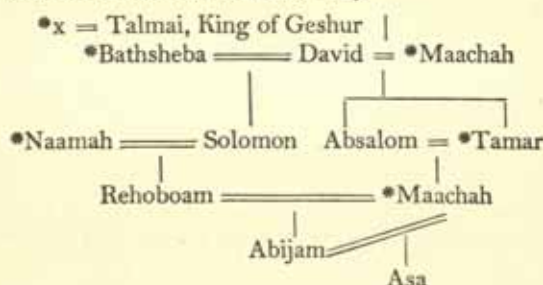 *x = Talmai, King of Geshur
*Bathsheba = David = *Maachah
*Naamah = Solomon Absalom = *Tamar
Rehoboam = *Maachah
Abijam
Asa